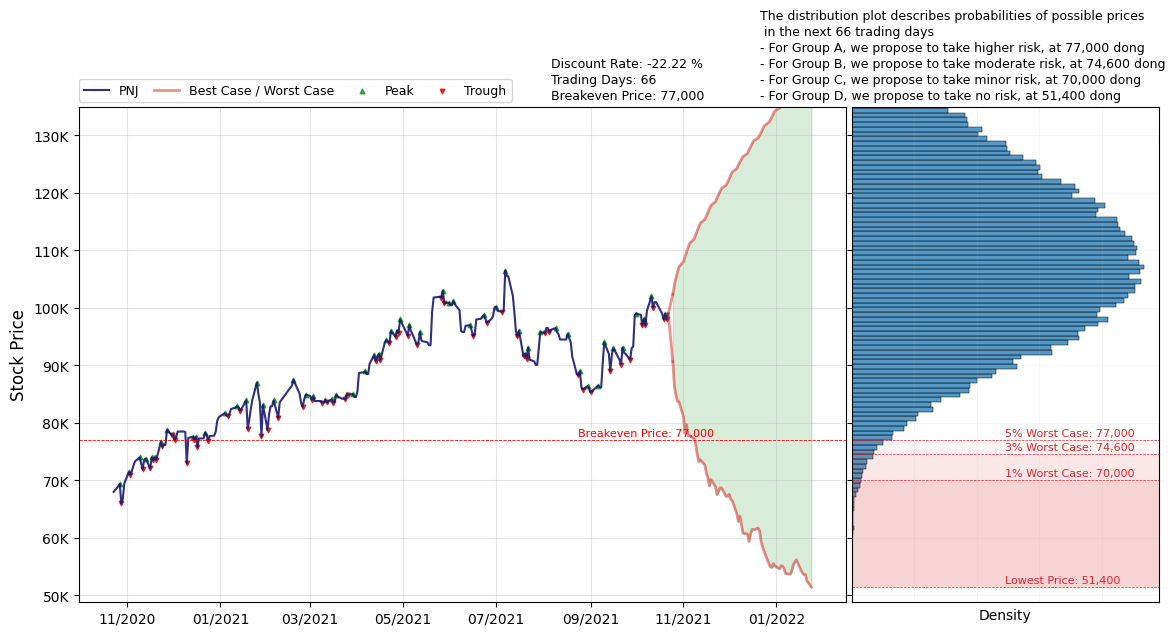 The distribution plot describes probabilities of possible prices
in the next 66 trading days
- For Group A, we propose to take higher risk, at 77,000 dong
- For Group B, we propose to take moderate risk, at 74,600 dong
- For Group C, we propose to take minor risk, at 70,000 dong
- For Group D, we propose to take no risk, at 51,400 dong
Discount Rate: -22.22 %
Trading Days: 66
Breakeven Price: 77,000
PNJ
Best Case / Worst Case
Peak
Trough
Stock Price
130K
120K
110K
100K
90K
80K
70K
60K
50K
Breakeven Price: 77,000
5% Worst Case: 77,000
3% Worst Case: 74,600
1% Worst Case: 70,000
Lowest Price: 51,400
11/2020
01/2021
03/2021
05/2021
07/2021
09/2021
11/2021
01/2022
Density